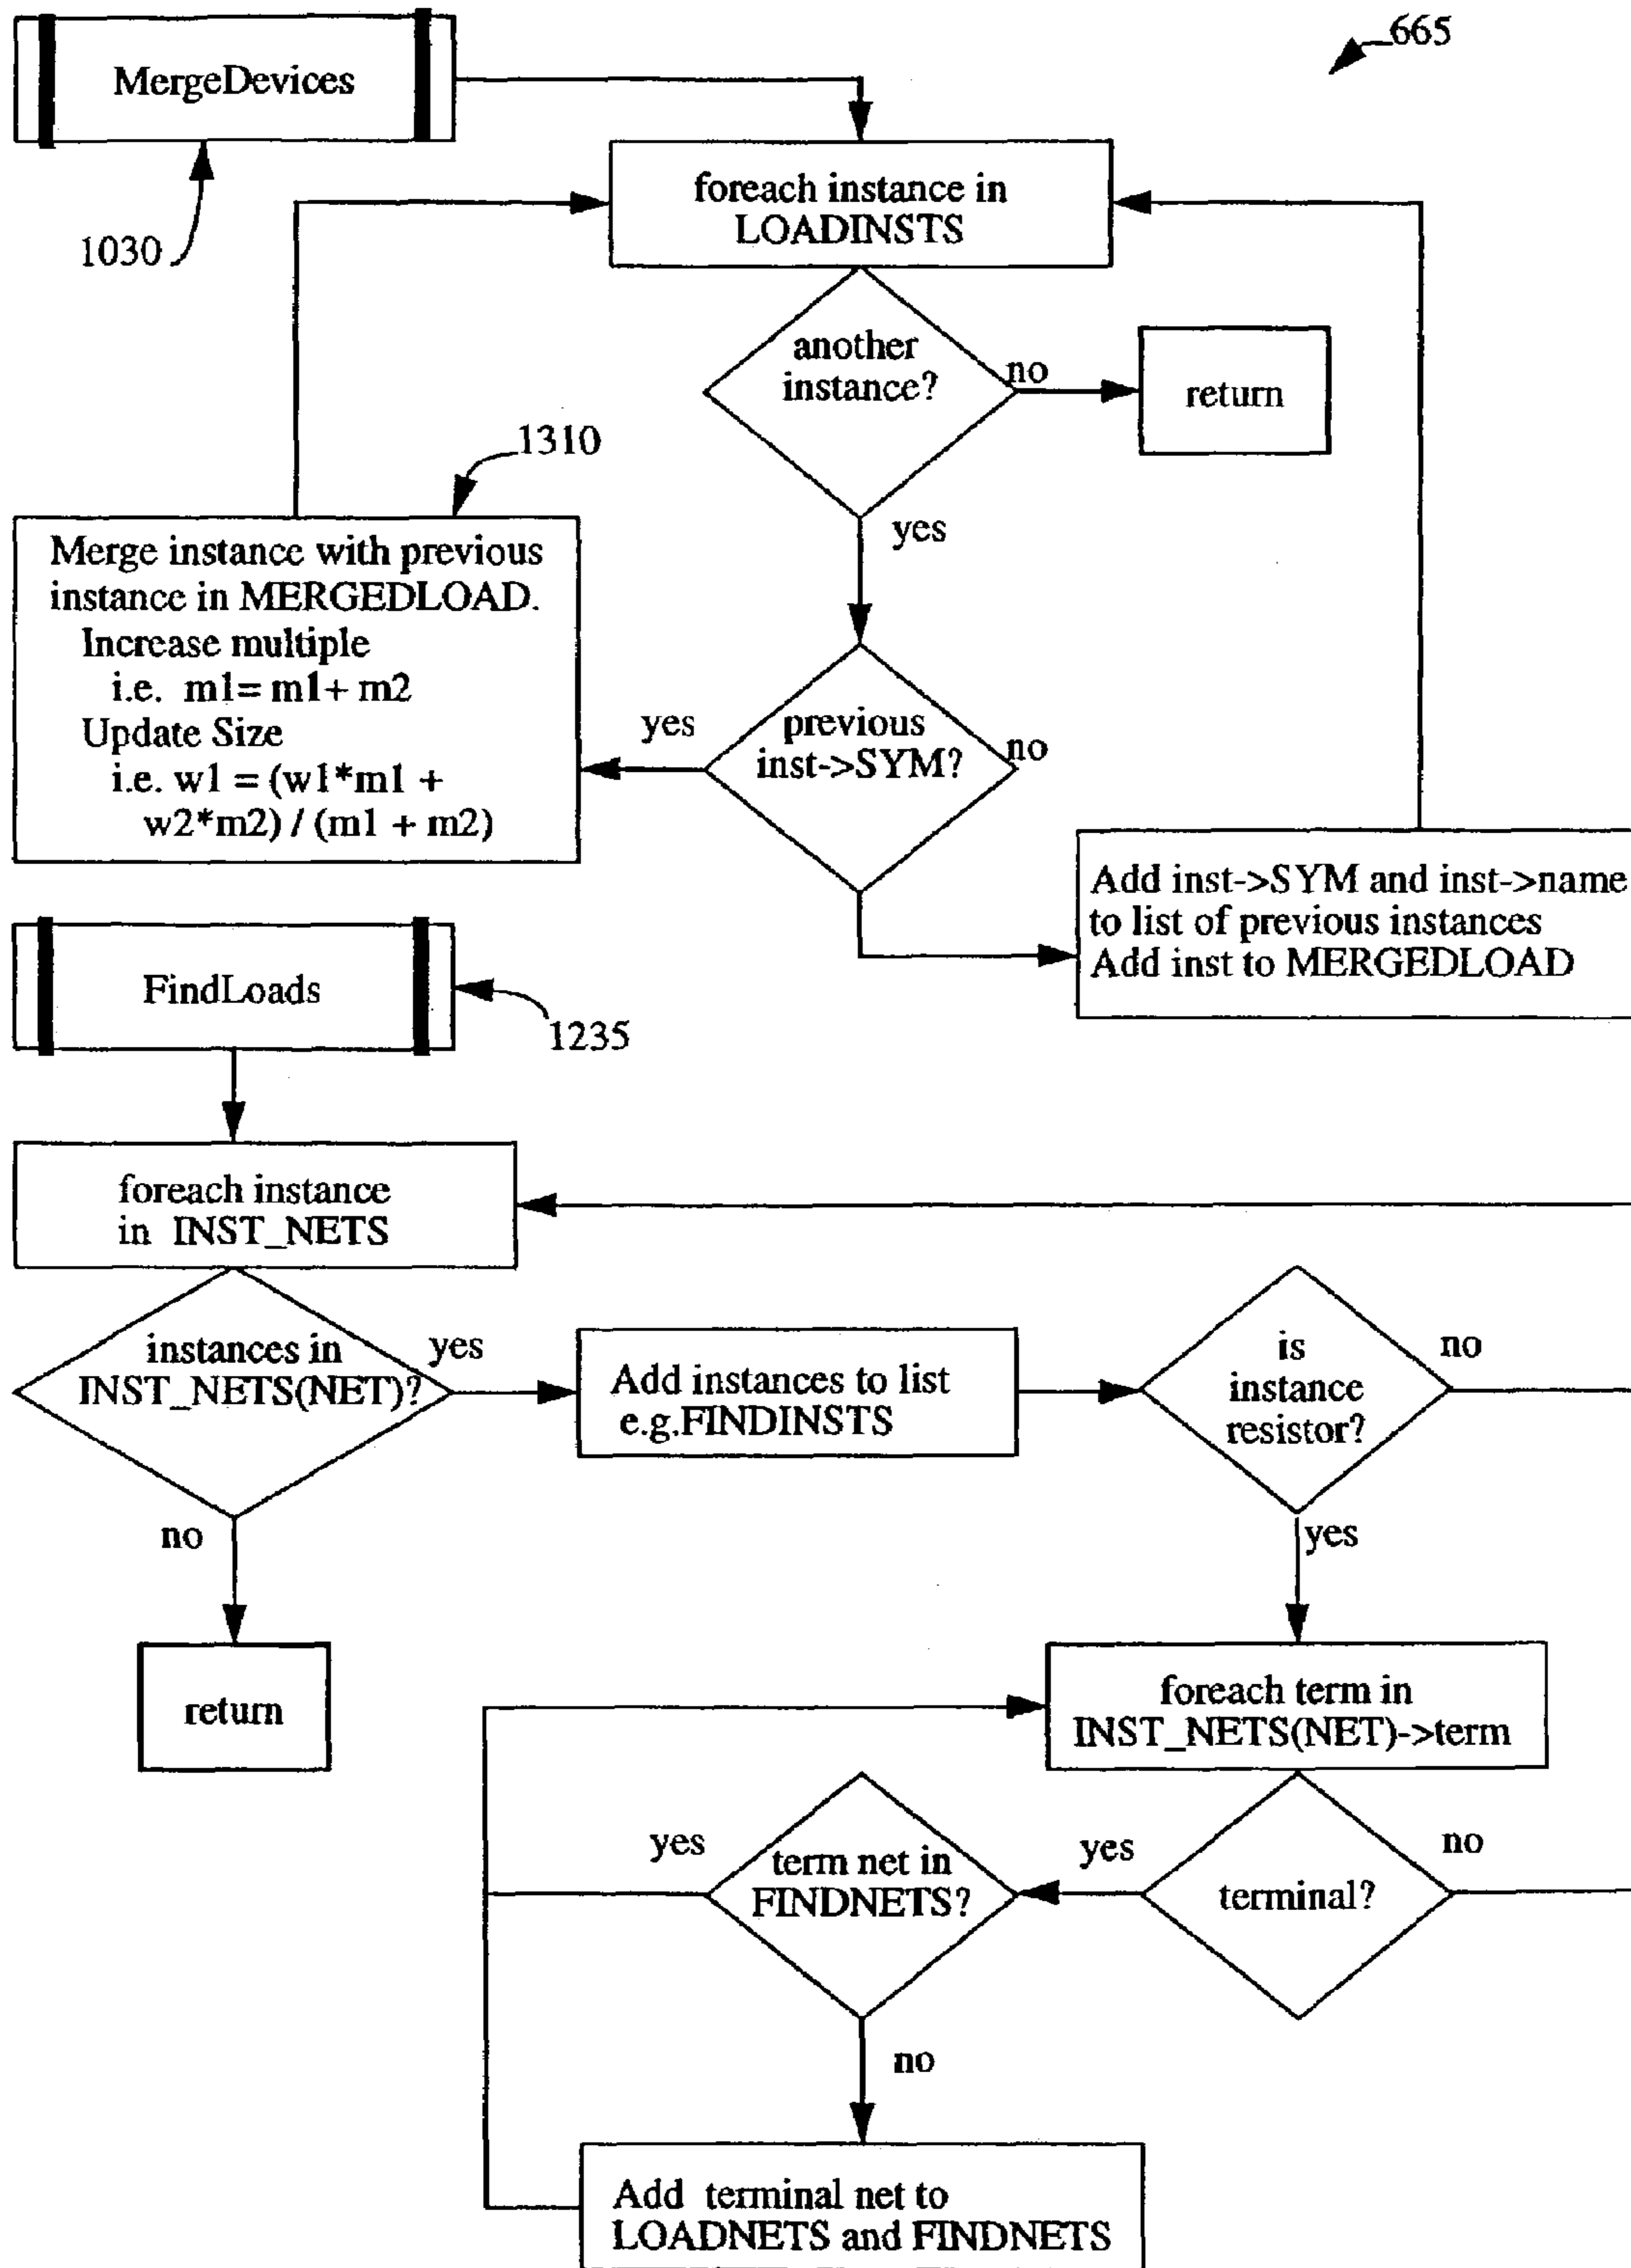 665
MergeDevices
1030
foreach instance in
LOADINSTS
another
instance?
no
return
yes
1310
Merge instance with previous
instance in MERGEDLOAD.
Increase multiple
i.e. m1= m1+ m2
Update Size
i.e. w1 = (w1*m1 +
w2*m2) / (m1 + m2)
yes
previous
inst->SYM?
no
Add inst->SYM and inst->name
to list of previous instances
Add inst to MERGEDLOAD
FindLoads
1235
foreach instance
in INST_NETS
instances in
INST_NETS(NET)?
yes
no
return
Add instances to list
e.g.FINDINSTS
is
instance
resistor?
no
yes
foreach term in
INST_NETS(NET)->term
terminal?
no
yes
term net in
FINDNETS?
yes
no
Add terminal net to
LOADNETS and FINDNETS